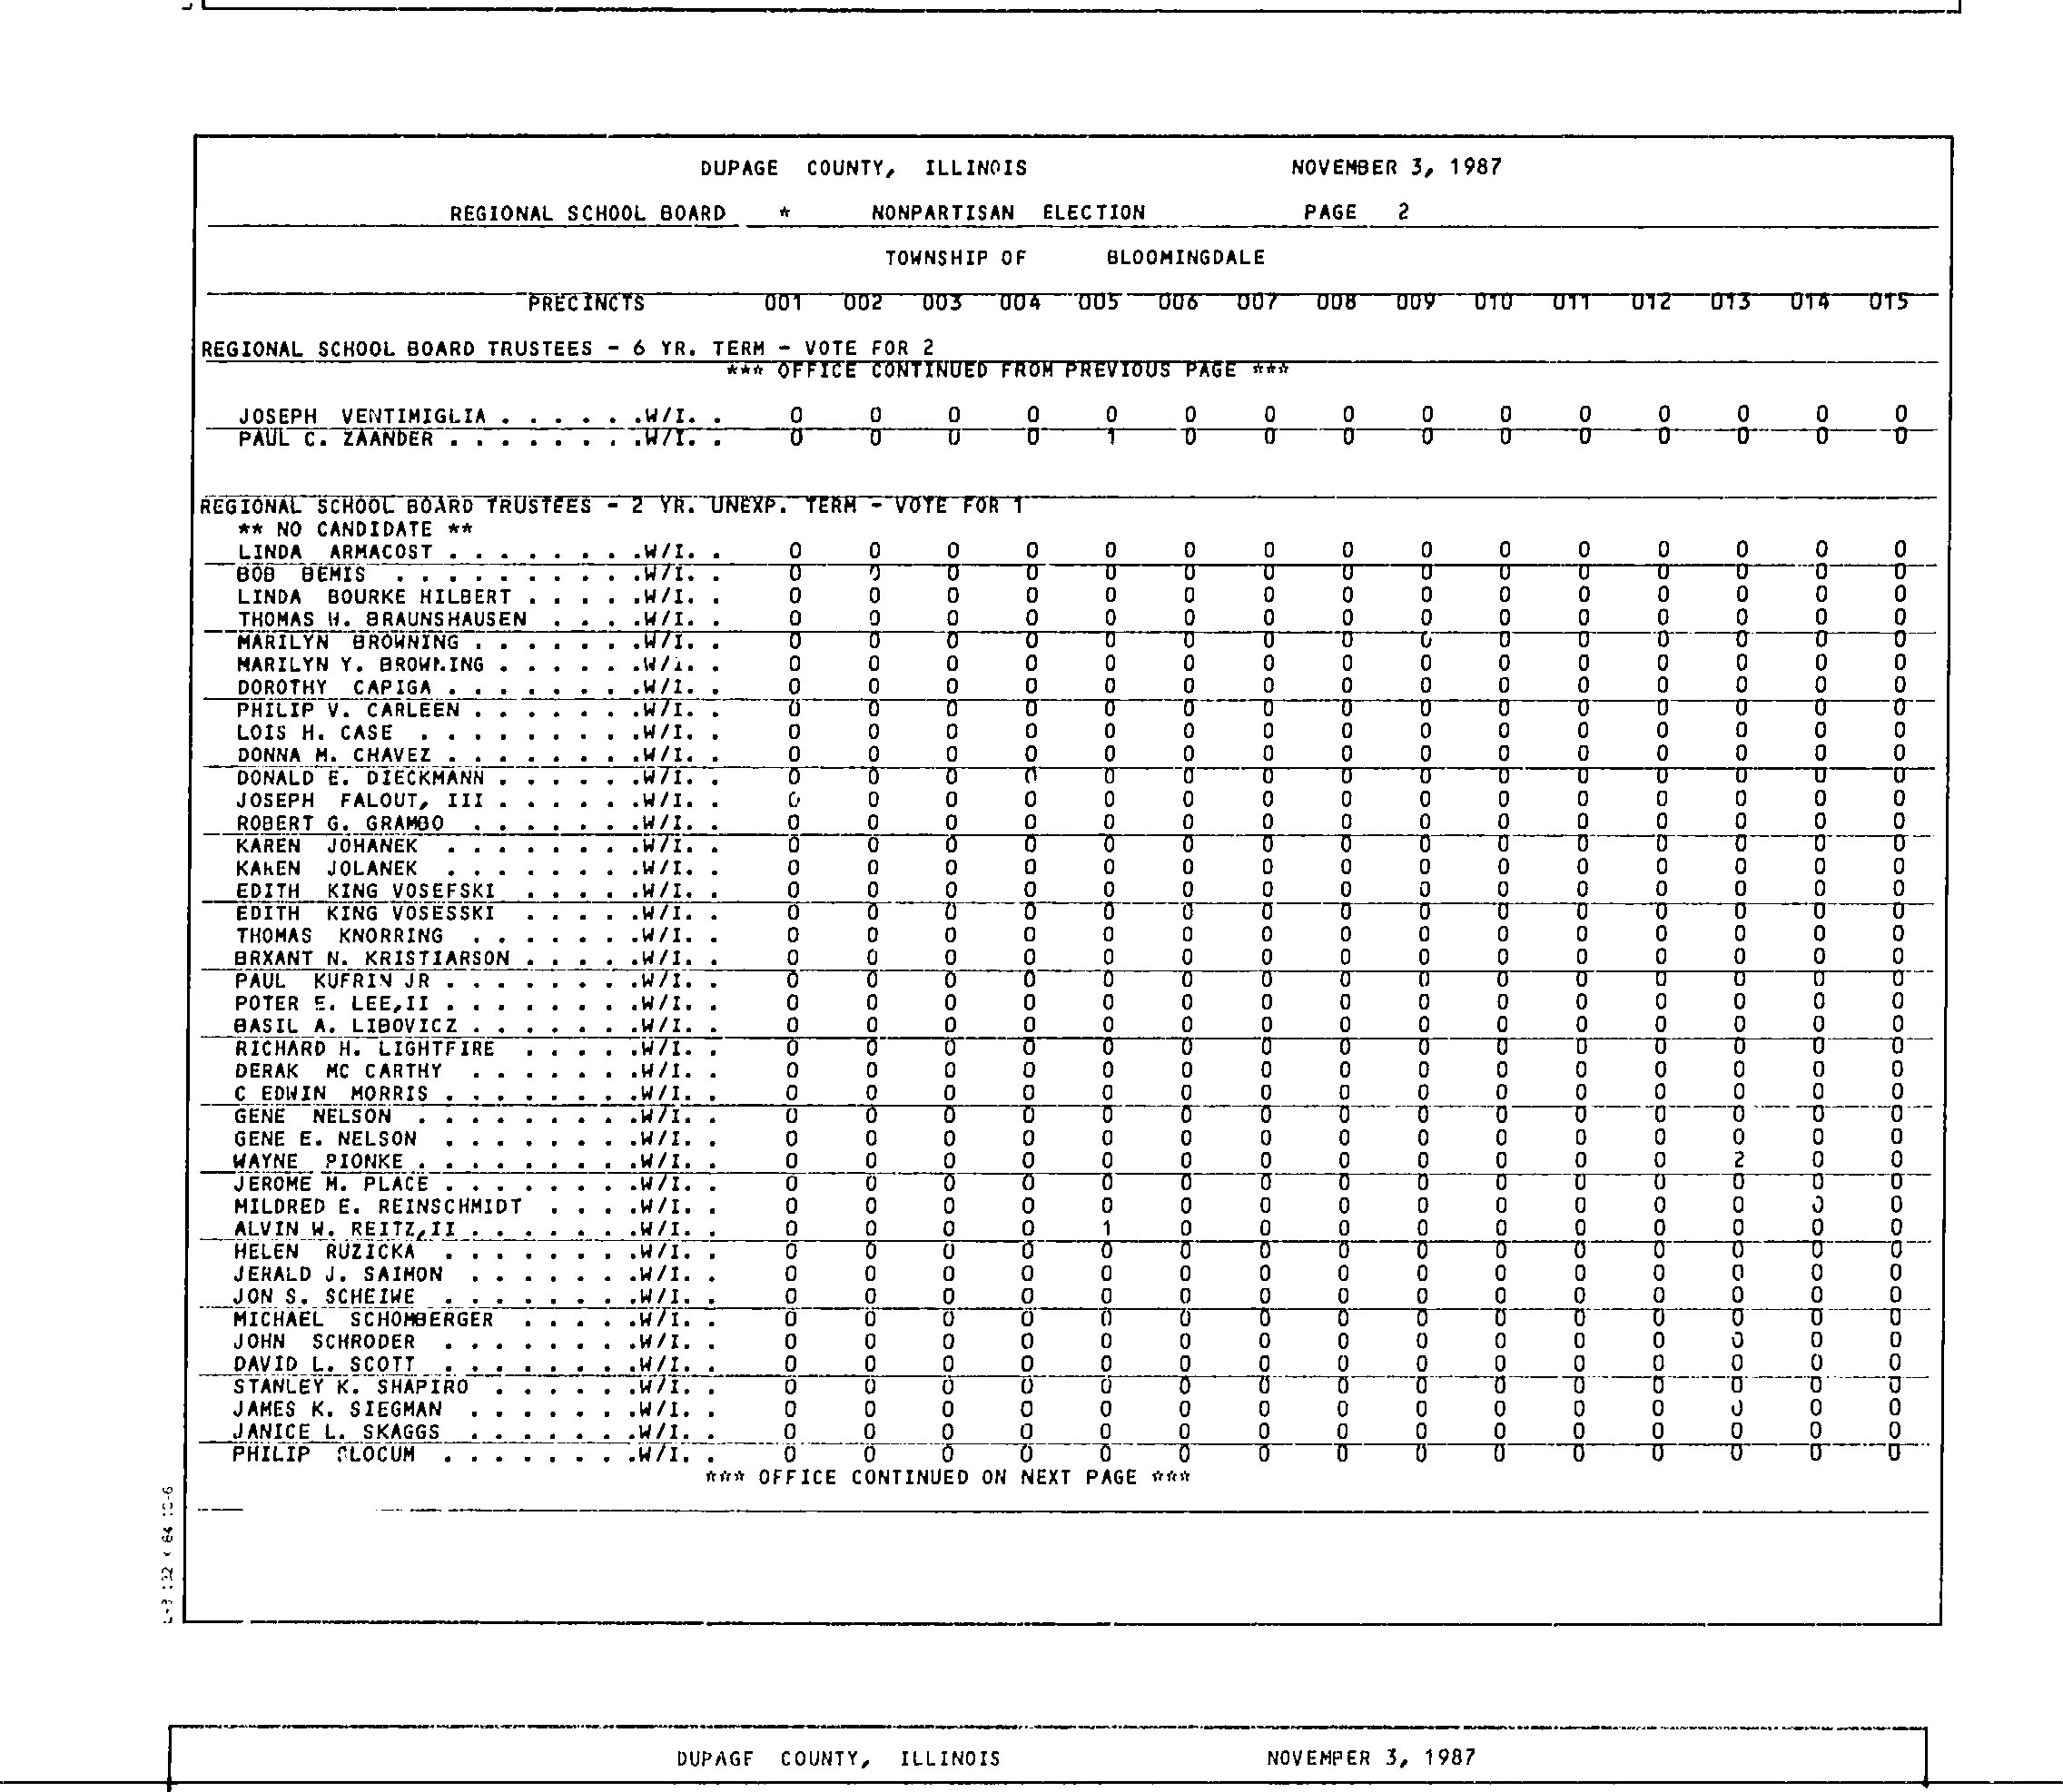 DUPAGE COUNTY, ILLINOIS NOVEMBER 3, 1987
REGIONAL SCHOOL BOARD * NONPARTISAN ELECTION PAGE 2
TOWNSHIP OF BLOOMINGDALE
PRECINCTS 001 002 003 004 005 006 007 008 009 010 011 012 013 014 015
REGIONAL SCHOOL BOARD TRUSTEES - 6 YR. TERM - VOTE FOR 2
*** OFFICE CONTINUED FROM PREVIOUS PAGE ***
JOSEPH VENTIMIGLIA . . . . . .W/I. . 0 0 0 0 0 0 0 0 0 0 0 0 0 0 0
PAUL C. ZAANDER . . . . . . . .W/I. . 0 0 0 0 1 0 0 0 0 0 0 0 0 0 0
REGIONAL SCHOOL BOARD TRUSTEES - 2 YR. UNEXP. TERM - VOTE FOR 1
** NO CANDIDATE **
LINDA ARMACOST . . . . . . . .W/I. . 0 0 0 0 0 0 0 0 0 0 0 0 0 0 0
BOB BEMIS . . . . . . . . . .W/I. . 0 0 0 0 0 0 0 0 0 0 0 0 0 0 0
LINDA BOURKE HILBERT . . . . .W/I. . 0 0 0 0 0 0 0 0 0 0 0 0 0 0 0
THOMAS W. BRAUNSHAUSEN . . . .W/I. . 0 0 0 0 0 0 0 0 0 0 0 0 0 0 0
MARILYN BROWNING . . . . . . .W/I. . 0 0 0 0 0 0 0 0 0 0 0 0 0 0 0
MARILYN Y. BROWNING . . . . . .W/I. . 0 0 0 0 0 0 0 0 0 0 0 0 0 0 0
DOROTHY CAPIGA . . . . . . . .W/I. . 0 0 0 0 0 0 0 0 0 0 0 0 0 0 0
PHILIP V. CARLEEN . . . . . . .W/I. . 0 0 0 0 0 0 0 0 0 0 0 0 0 0 0
LOIS H. CASE . . . . . . . . .W/I. . 0 0 0 0 0 0 0 0 0 0 0 0 0 0 0
DONNA M. CHAVEZ . . . . . . . .W/I. . 0 0 0 0 0 0 0 0 0 0 0 0 0 0 0
DONALD E. DIECKMANN . . . . . .W/I. . 0 0 0 0 0 0 0 0 0 0 0 0 0 0 0
JOSEPH FALOUT, III . . . . . .W/I. . 0 0 0 0 0 0 0 0 0 0 0 0 0 0 0
ROBERT G. GRAMBO . . . . . . .W/I. . 0 0 0 0 0 0 0 0 0 0 0 0 0 0 0
KAREN JOHANEK . . . . . . . .W/I. . 0 0 0 0 0 0 0 0 0 0 0 0 0 0 0
KAREN JOLANEK . . . . . . . .W/I. . 0 0 0 0 0 0 0 0 0 0 0 0 0 0 0
EDITH KING VOSEFSKI . . . . .W/I. . 0 0 0 0 0 0 0 0 0 0 0 0 0 0 0
EDITH KING VOSESSKI . . . . .W/I. . 0 0 0 0 0 0 0 0 0 0 0 0 0 0 0
THOMAS KNORRING . . . . . . .W/I. . 0 0 0 0 0 0 0 0 0 0 0 0 0 0 0
BRXANT N. KRISTIARSON . . . . .W/I. . 0 0 0 0 0 0 0 0 0 0 0 0 0 0 0
PAUL KUFRIN JR . . . . . . . .W/I. . 0 0 0 0 0 0 0 0 0 0 0 0 0 0 0
POTER E. LEE,II . . . . . . . .W/I. . 0 0 0 0 0 0 0 0 0 0 0 0 0 0 0
BASIL A. LIBOVICZ . . . . . . .W/I. . 0 0 0 0 0 0 0 0 0 0 0 0 0 0 0
RICHARD H. LIGHTFIRE . . . . .W/I. . 0 0 0 0 0 0 0 0 0 0 0 0 0 0 0
DERAK MC CARTHY . . . . . . .W/I. . 0 0 0 0 0 0 0 0 0 0 0 0 0 0 0
C EDWIN MORRIS . . . . . . . .W/I. . 0 0 0 0 0 0 0 0 0 0 0 0 0 0 0
GENE NELSON . . . . . . . . .W/I. . 0 0 0 0 0 0 0 0 0 0 0 0 0 0 0
GENE E. NELSON . . . . . . . .W/I. . 0 0 0 0 0 0 0 0 0 0 0 0 0 0 0
WAYNE PIONKE . . . . . . . . .W/I. . 0 0 0 0 0 0 0 0 0 0 0 0 2 0 0
JEROME M. PLACE . . . . . . . .W/I. . 0 0 0 0 0 0 0 0 0 0 0 0 0 0 0
MILDRED E. REINSCHMIDT . . . .W/I. . 0 0 0 0 0 0 0 0 0 0 0 0 0 0 0
ALVIN W. REITZ,II . . . . . . .W/I. . 0 0 0 0 1 0 0 0 0 0 0 0 0 0 0
HELEN RUZICKA . . . . . . . .W/I. . 0 0 0 0 0 0 0 0 0 0 0 0 0 0 0
JERALD J. SAIMON . . . . . . .W/I. . 0 0 0 0 0 0 0 0 0 0 0 0 0 0 0
JON S. SCHEIWE . . . . . . . .W/I. . 0 0 0 0 0 0 0 0 0 0 0 0 0 0 0
MICHAEL SCHOMBERGER . . . . .W/I. . 0 0 0 0 0 0 0 0 0 0 0 0 0 0 0
JOHN SCHRODER . . . . . . . .W/I. . 0 0 0 0 0 0 0 0 0 0 0 0 0 0 0
DAVID L. SCOTT . . . . . . . .W/I. . 0 0 0 0 0 0 0 0 0 0 0 0 0 0 0
STANLEY K. SHAPIRO . . . . . .W/I. . 0 0 0 0 0 0 0 0 0 0 0 0 0 0 0
JAMES K. SIEGMAN . . . . . . .W/I. . 0 0 0 0 0 0 0 0 0 0 0 0 0 0 0
JANICE L. SKAGGS . . . . . . .W/I. . 0 0 0 0 0 0 0 0 0 0 0 0 0 0 0
PHILIP SLOCUM . . . . . . . .W/I. . 0 0 0 0 0 0 0 0 0 0 0 0 0 0 0
*** OFFICE CONTINUED ON NEXT PAGE ***
DUPAGE COUNTY, ILLINOIS NOVEMBER 3, 1987